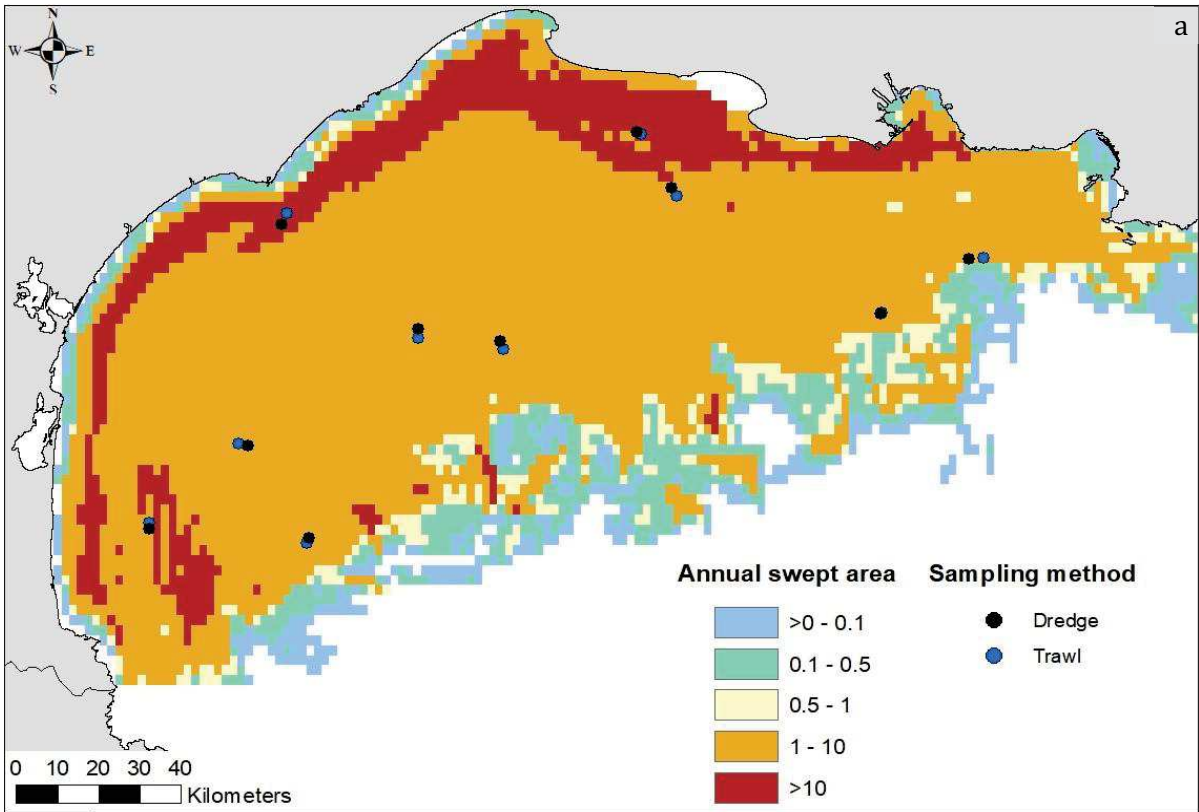 a
N
W E
S
Annual swept area
>0 - 0.1
0.1 - 0.5
0.5 - 1
1 - 10
>10
Sampling method
Dredge
Trawl
0 10 20 30 40
Kilometers